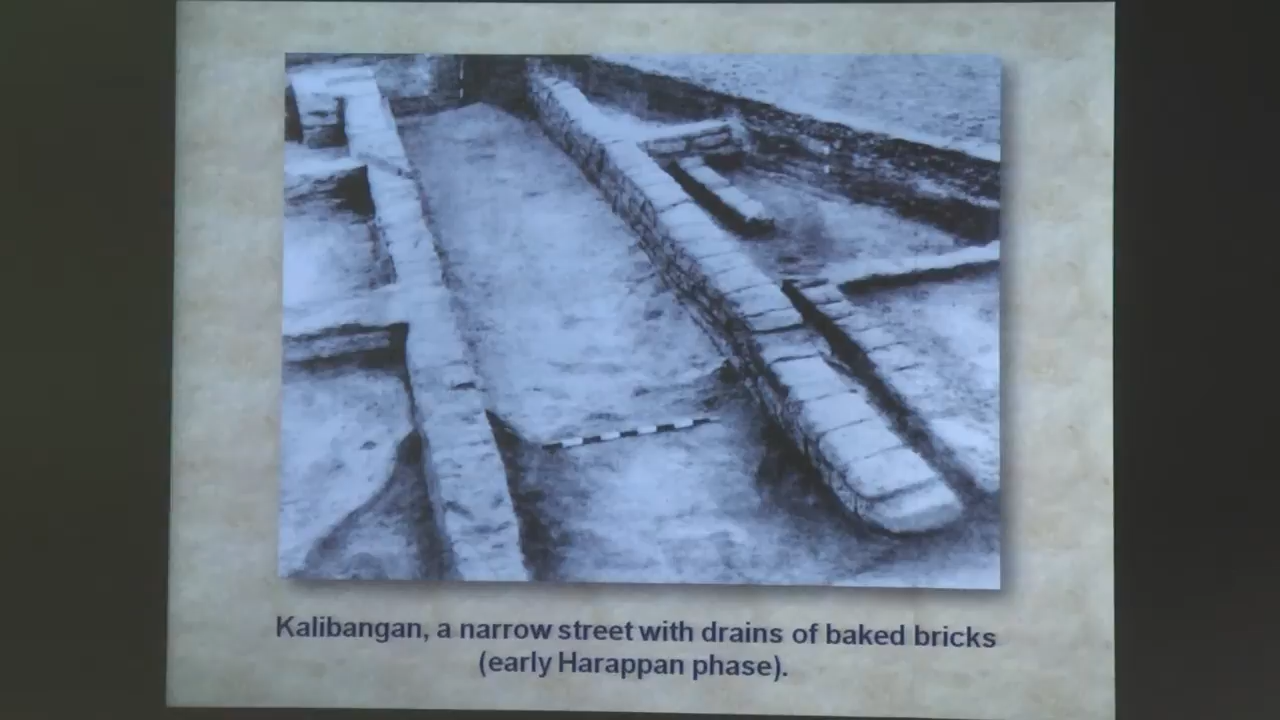 Kalibangan, a narrow street with drains of baked bricks
(early Harappan phase).